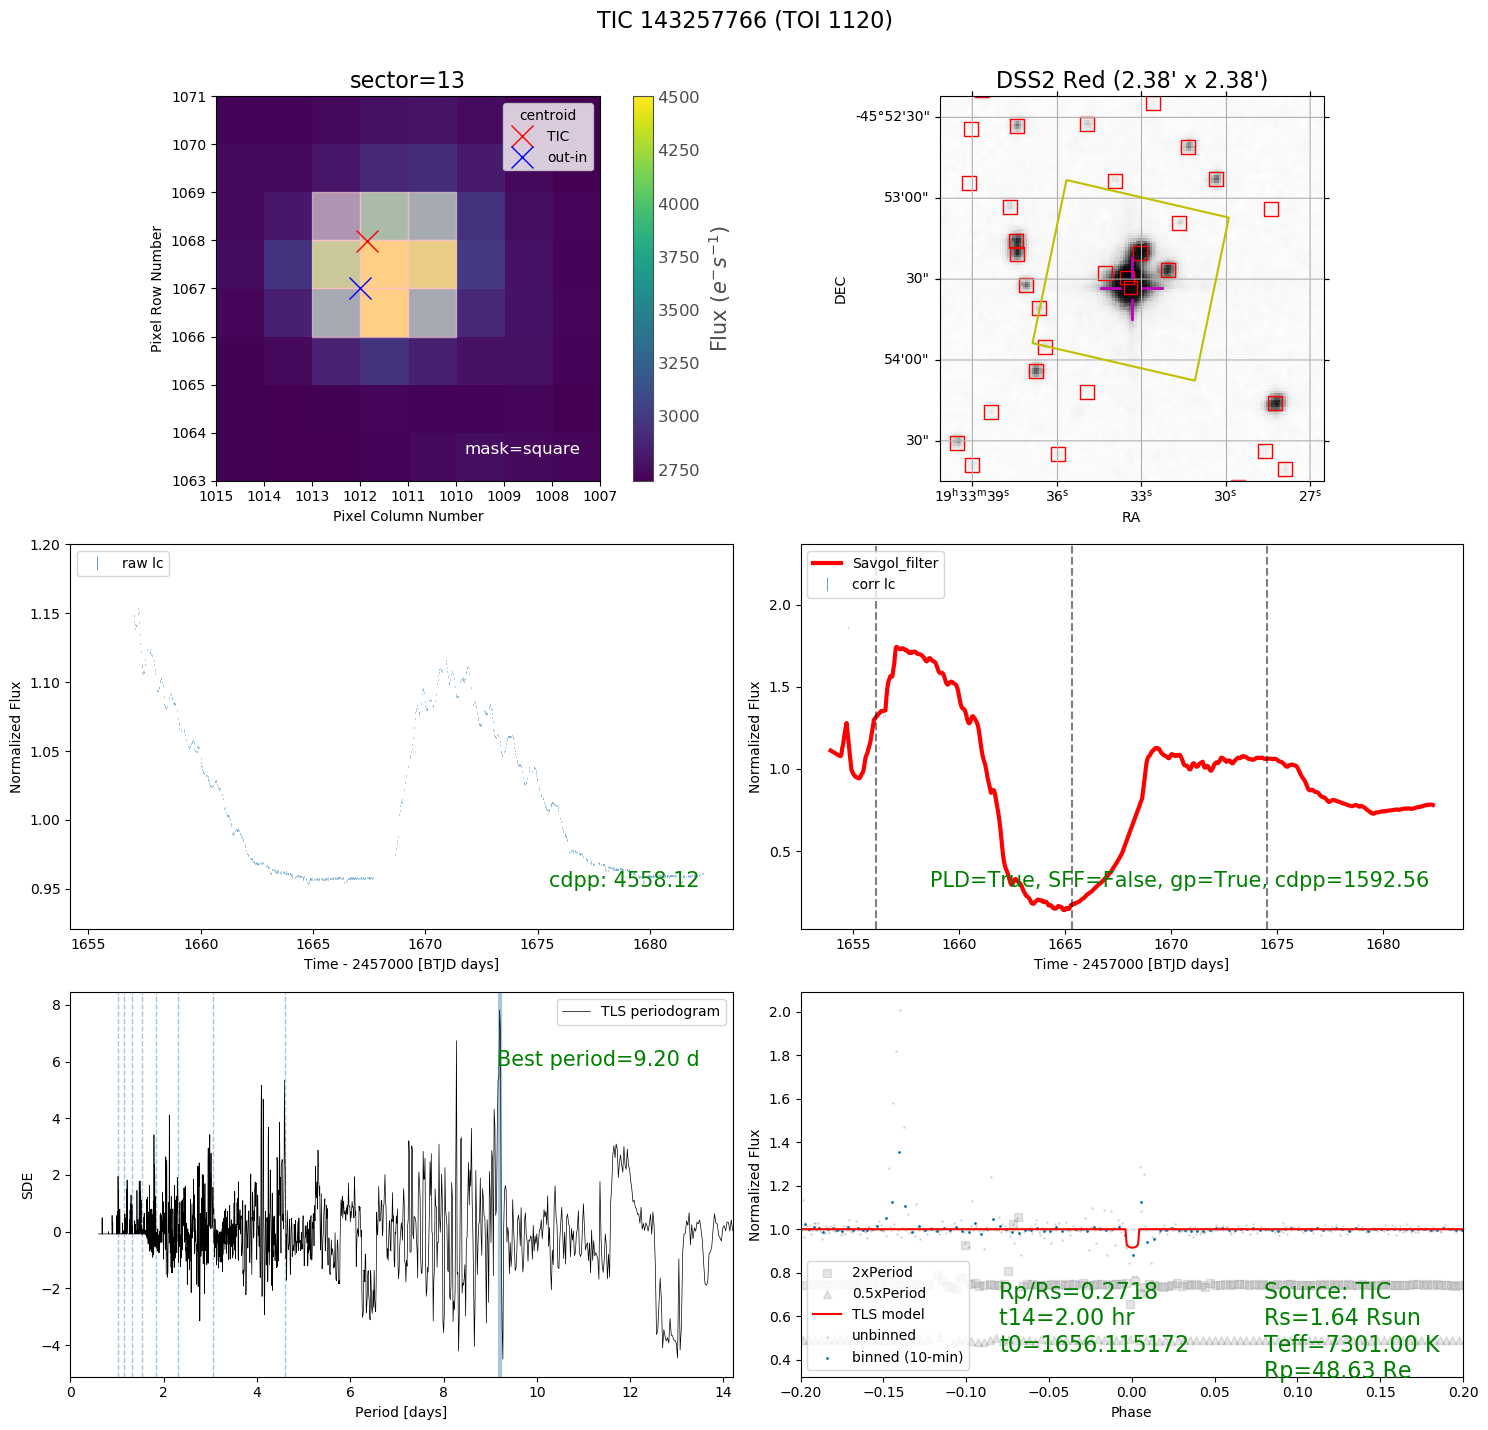 TIC 143257766 (TOI 1120)
sector=13
1071
1070
1069
1068
1067
1066
1065
1064
1063
Pixel Row Number
centroid
TIC
out-in
mask=square
1015 1014 1013 1012 1011 1010 1009 1008 1007
Pixel Column Number
4500
4250
4000
3750
3500
3250
3000
2750
Flux (e⁻s⁻¹)
DSS2 Red (2.38' x 2.38')
-45°52'30"
53'00"
30"
54'00"
30"
DEC
19ʰ33ᵐ39ˢ 36ˢ 33ˢ 30ˢ 27ˢ
RA
1.20
1.15
1.10
1.05
1.00
0.95
Normalized Flux
raw lc
cdpp: 4558.12
1655 1660 1665 1670 1675 1680
Time - 2457000 [BTJD days]
2.0
1.5
1.0
0.5
Normalized Flux
Savgol_filter
corr lc
PLD=True, SFF=False, gp=True, cdpp=1592.56
1655 1660 1665 1670 1675 1680
Time - 2457000 [BTJD days]
8
6
4
2
0
−2
−4
SDE
TLS periodogram
Best period=9.20 d
0 2 4 6 8 10 12 14
Period [days]
2.0
1.8
1.6
1.4
1.2
1.0
0.8
0.6
0.4
Normalized Flux
2xPeriod
0.5xPeriod
TLS model
unbinned
binned (10-min)
Rp/Rs=0.2718
t14=2.00 hr
t0=1656.115172
Source: TIC
Rs=1.64 Rsun
Teff=7301.00 K
Rp=48.63 Re
−0.20 −0.15 −0.10 −0.05 0.00 0.05 0.10 0.15 0.20
Phase